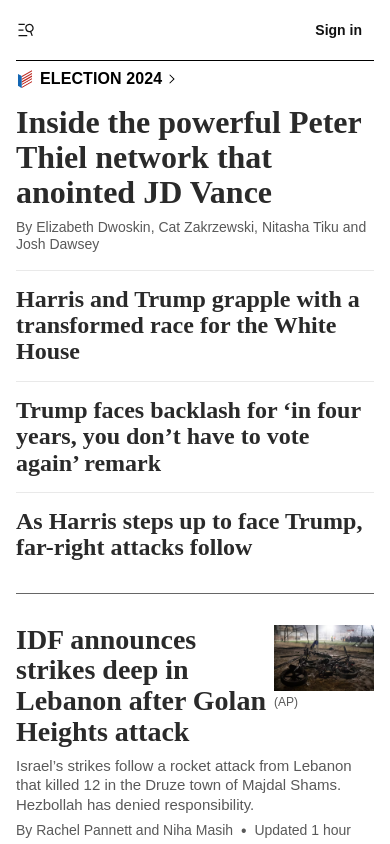 Sign in
ELECTION 2024
Inside the powerful Peter
Thiel network that
anointed JD Vance
By Elizabeth Dwoskin, Cat Zakrzewski, Nitasha Tiku and
Josh Dawsey
Harris and Trump grapple with a
transformed race for the White
House
Trump faces backlash for ‘in four
years, you don’t have to vote
again’ remark
As Harris steps up to face Trump,
far-right attacks follow
IDF announces
strikes deep in
Lebanon after Golan
Heights attack
(AP)
Israel’s strikes follow a rocket attack from Lebanon
that killed 12 in the Druze town of Majdal Shams.
Hezbollah has denied responsibility.
By Rachel Pannett and Niha Masih • Updated 1 hour